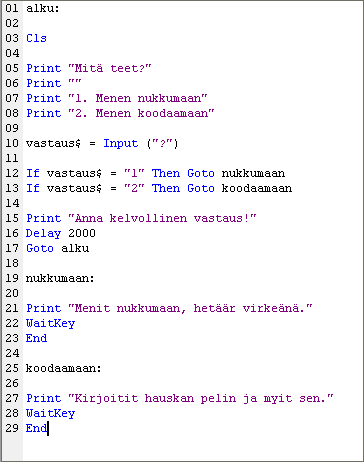 01 alku:
02
03 Cls
04
05 Print "Mitä teet?"
06 Print ""
07 Print "1. Menen nukkumaan"
08 Print "2. Menen koodaamaan"
09
10 vastaus$ = Input ("?")
11
12 If vastaus$ = "1" Then Goto nukkumaan
13 If vastaus$ = "2" Then Goto koodaamaan
14
15 Print "Anna kelvollinen vastaus!"
16 Delay 2000
17 Goto alku
18
19 nukkumaan:
20
21 Print "Menit nukkumaan, hetäär virkeänä."
22 WaitKey
23 End
24
25 koodaamaan:
26
27 Print "Kirjoitit hauskan pelin ja myit sen."
28 WaitKey
29 End